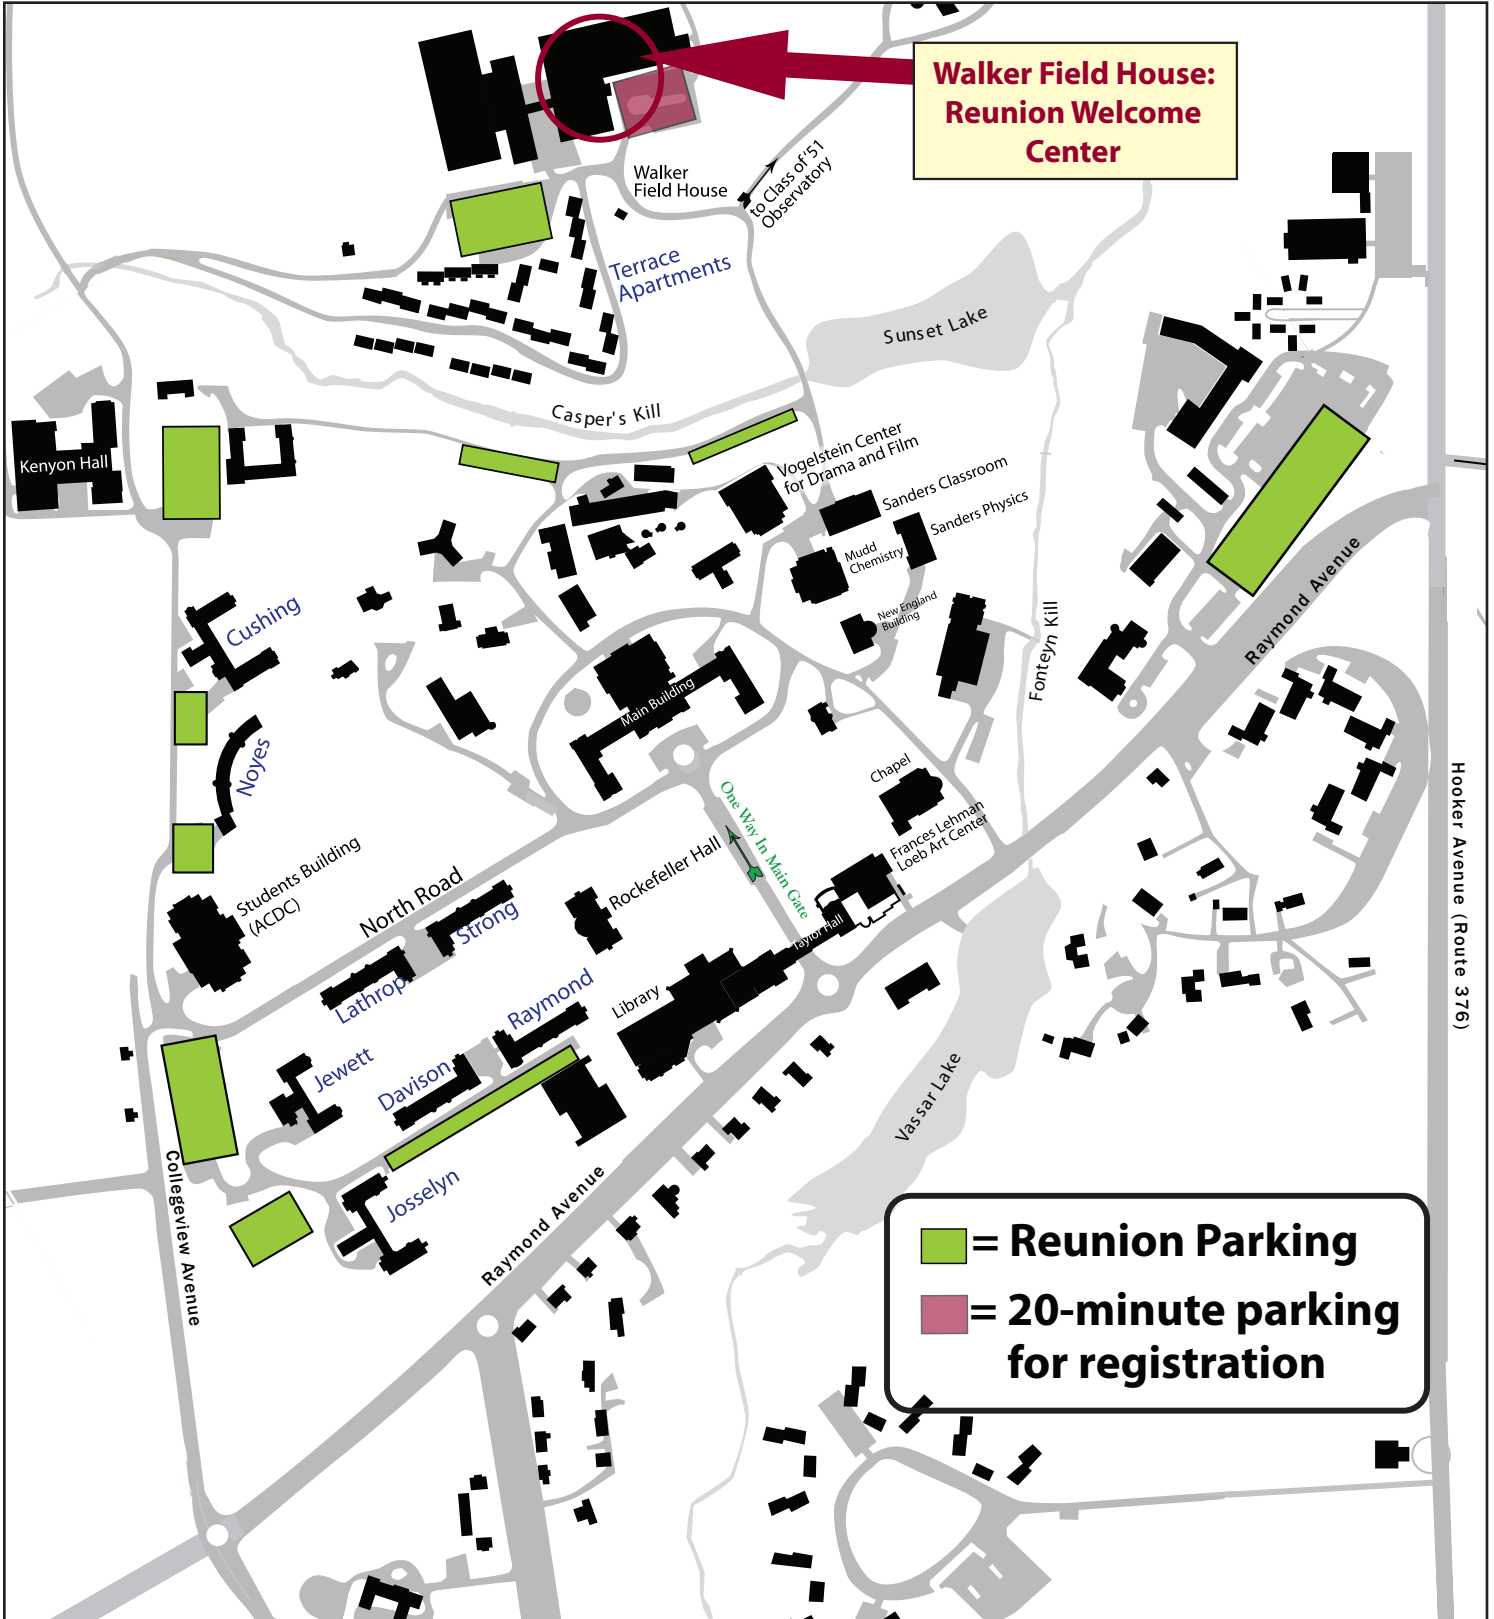 Walker Field House:
Reunion Welcome
Center
Walker
Field House
to Class of '51
Observatory
Terrace
Apartments
Sunset Lake
Casper's Kill
Kenyon Hall
Vogelstein Center
for Drama and Film
Sanders Classroom
Sanders Physics
Mudd
Chemistry
New England
Building
Fonteyn Kill
Raymond Avenue
Cushing
Main Building
Noyes
Chapel
One Way In Main Gate
Frances Lehman
Loeb Art Center
Hooker Avenue (Route 376)
Students Building
(ACDC)
North Road
Strong
Rockefeller Hall
Taylor Hall
Lathrop
Raymond
Library
Jewett
Davison
Vassar Lake
Josselyn
Collegeview Avenue
Raymond Avenue
= Reunion Parking
= 20-minute parking
for registration